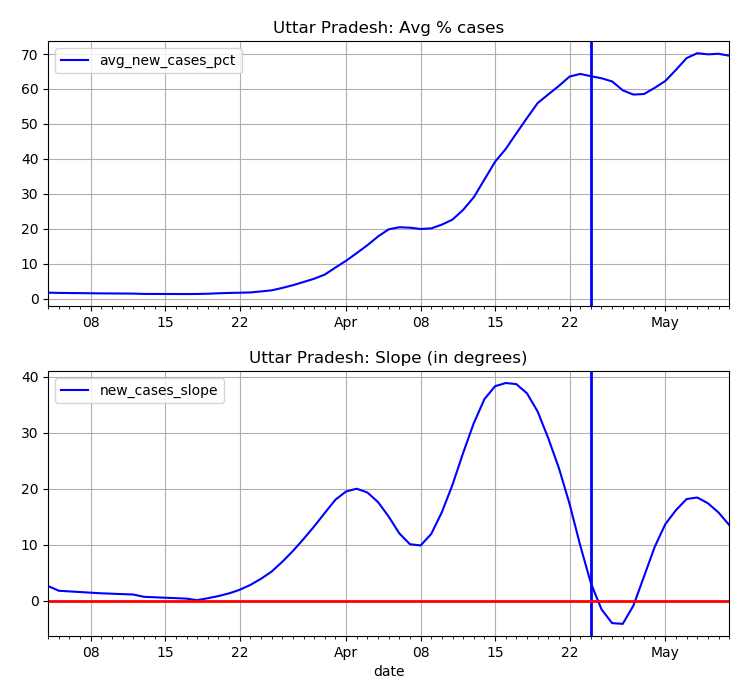 Uttar Pradesh: Avg % cases
avg_new_cases_pct
70
60
50
40
30
20
10
0
08 15 22 Apr 08 15 22 May
Uttar Pradesh: Slope (in degrees)
new_cases_slope
40
30
20
10
0
08 15 22 Apr 08 15 22 May
date